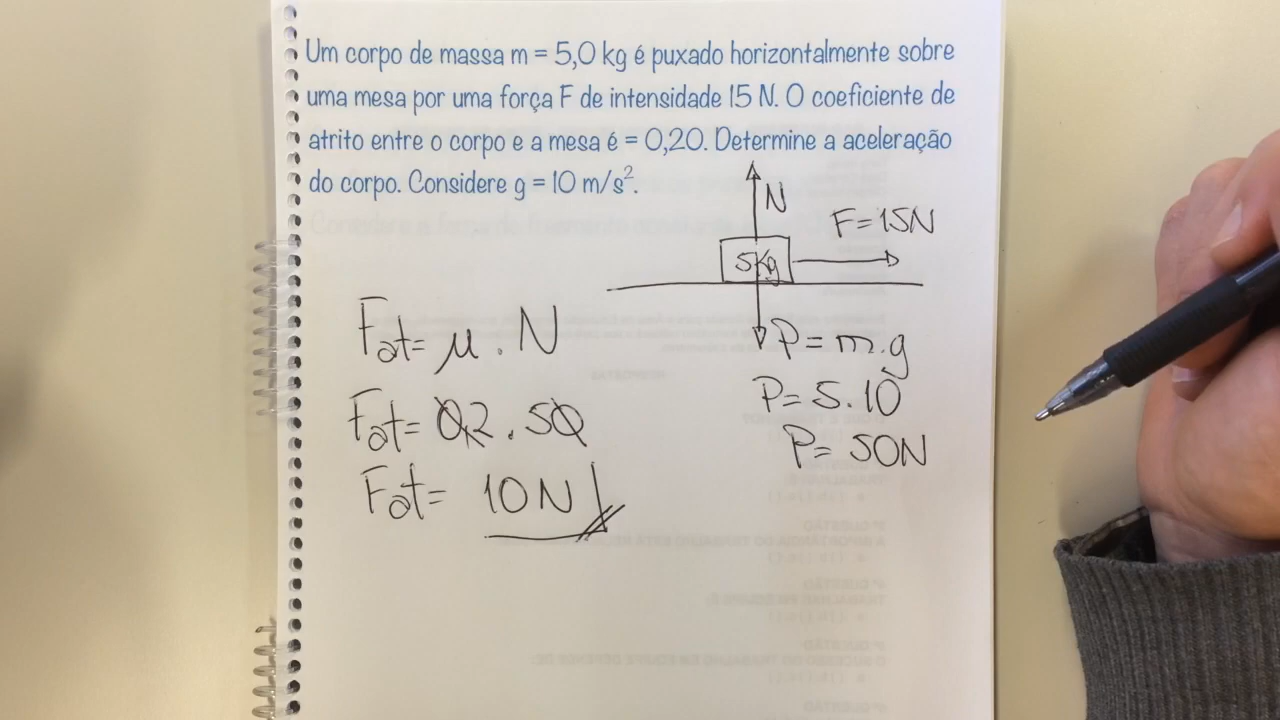 Um corpo de massa m = 5,0 kg é puxado horizontalmente sobre
uma mesa por uma força F de intensidade 15 N. O coeficiente de
atrito entre o corpo e a mesa é = 0,20. Determine a aceleração
do corpo. Considere g = 10 m/s².
N
F=15N
5kg
Fat= μ . N
P= m.g
Fat= 0,2 . 50
P= 5.10
P= 50N
Fat= 10N